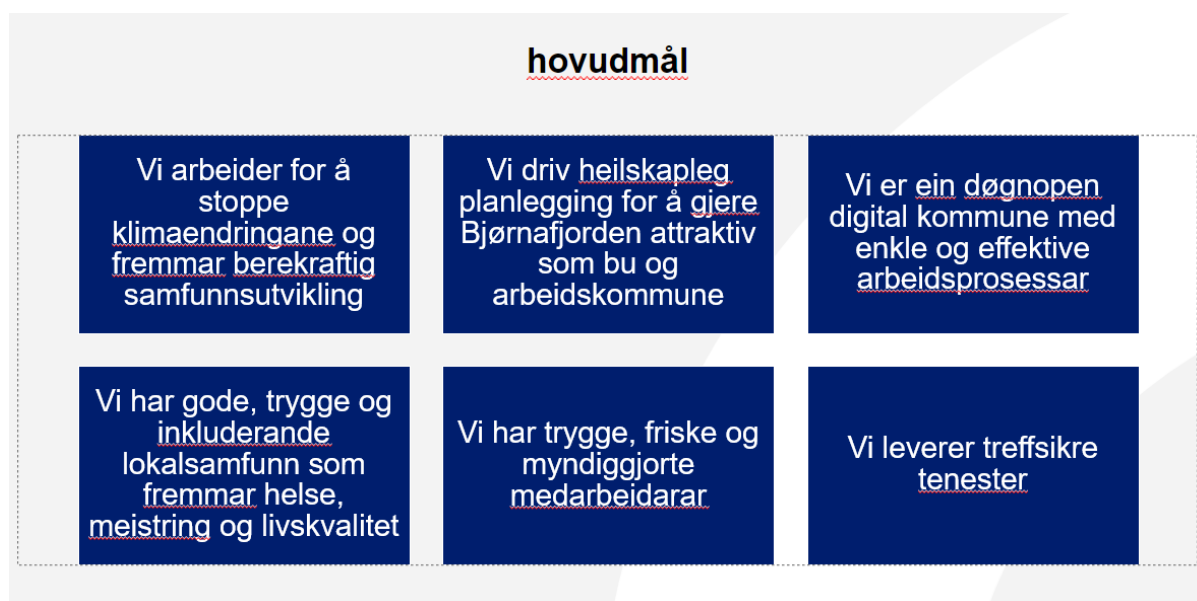 hovudmål
Vi arbeider for å
stoppe
klimaendringane og
fremmar berekraftig
samfunnsutvikling
Vi driv heilskapleg
planlegging for å gjere
Bjørnafjorden attraktiv
som bu og
arbeidskommune
Vi er ein døgnopen
digital kommune med
enkle og effektive
arbeidsprosessar
Vi har gode, trygge og
inkluderande
lokalsamfunn som
fremmar helse,
meistring og livskvalitet
Vi har trygge, friske og
myndiggjorte
medarbeidarar
Vi leverer treffsikre
tenester